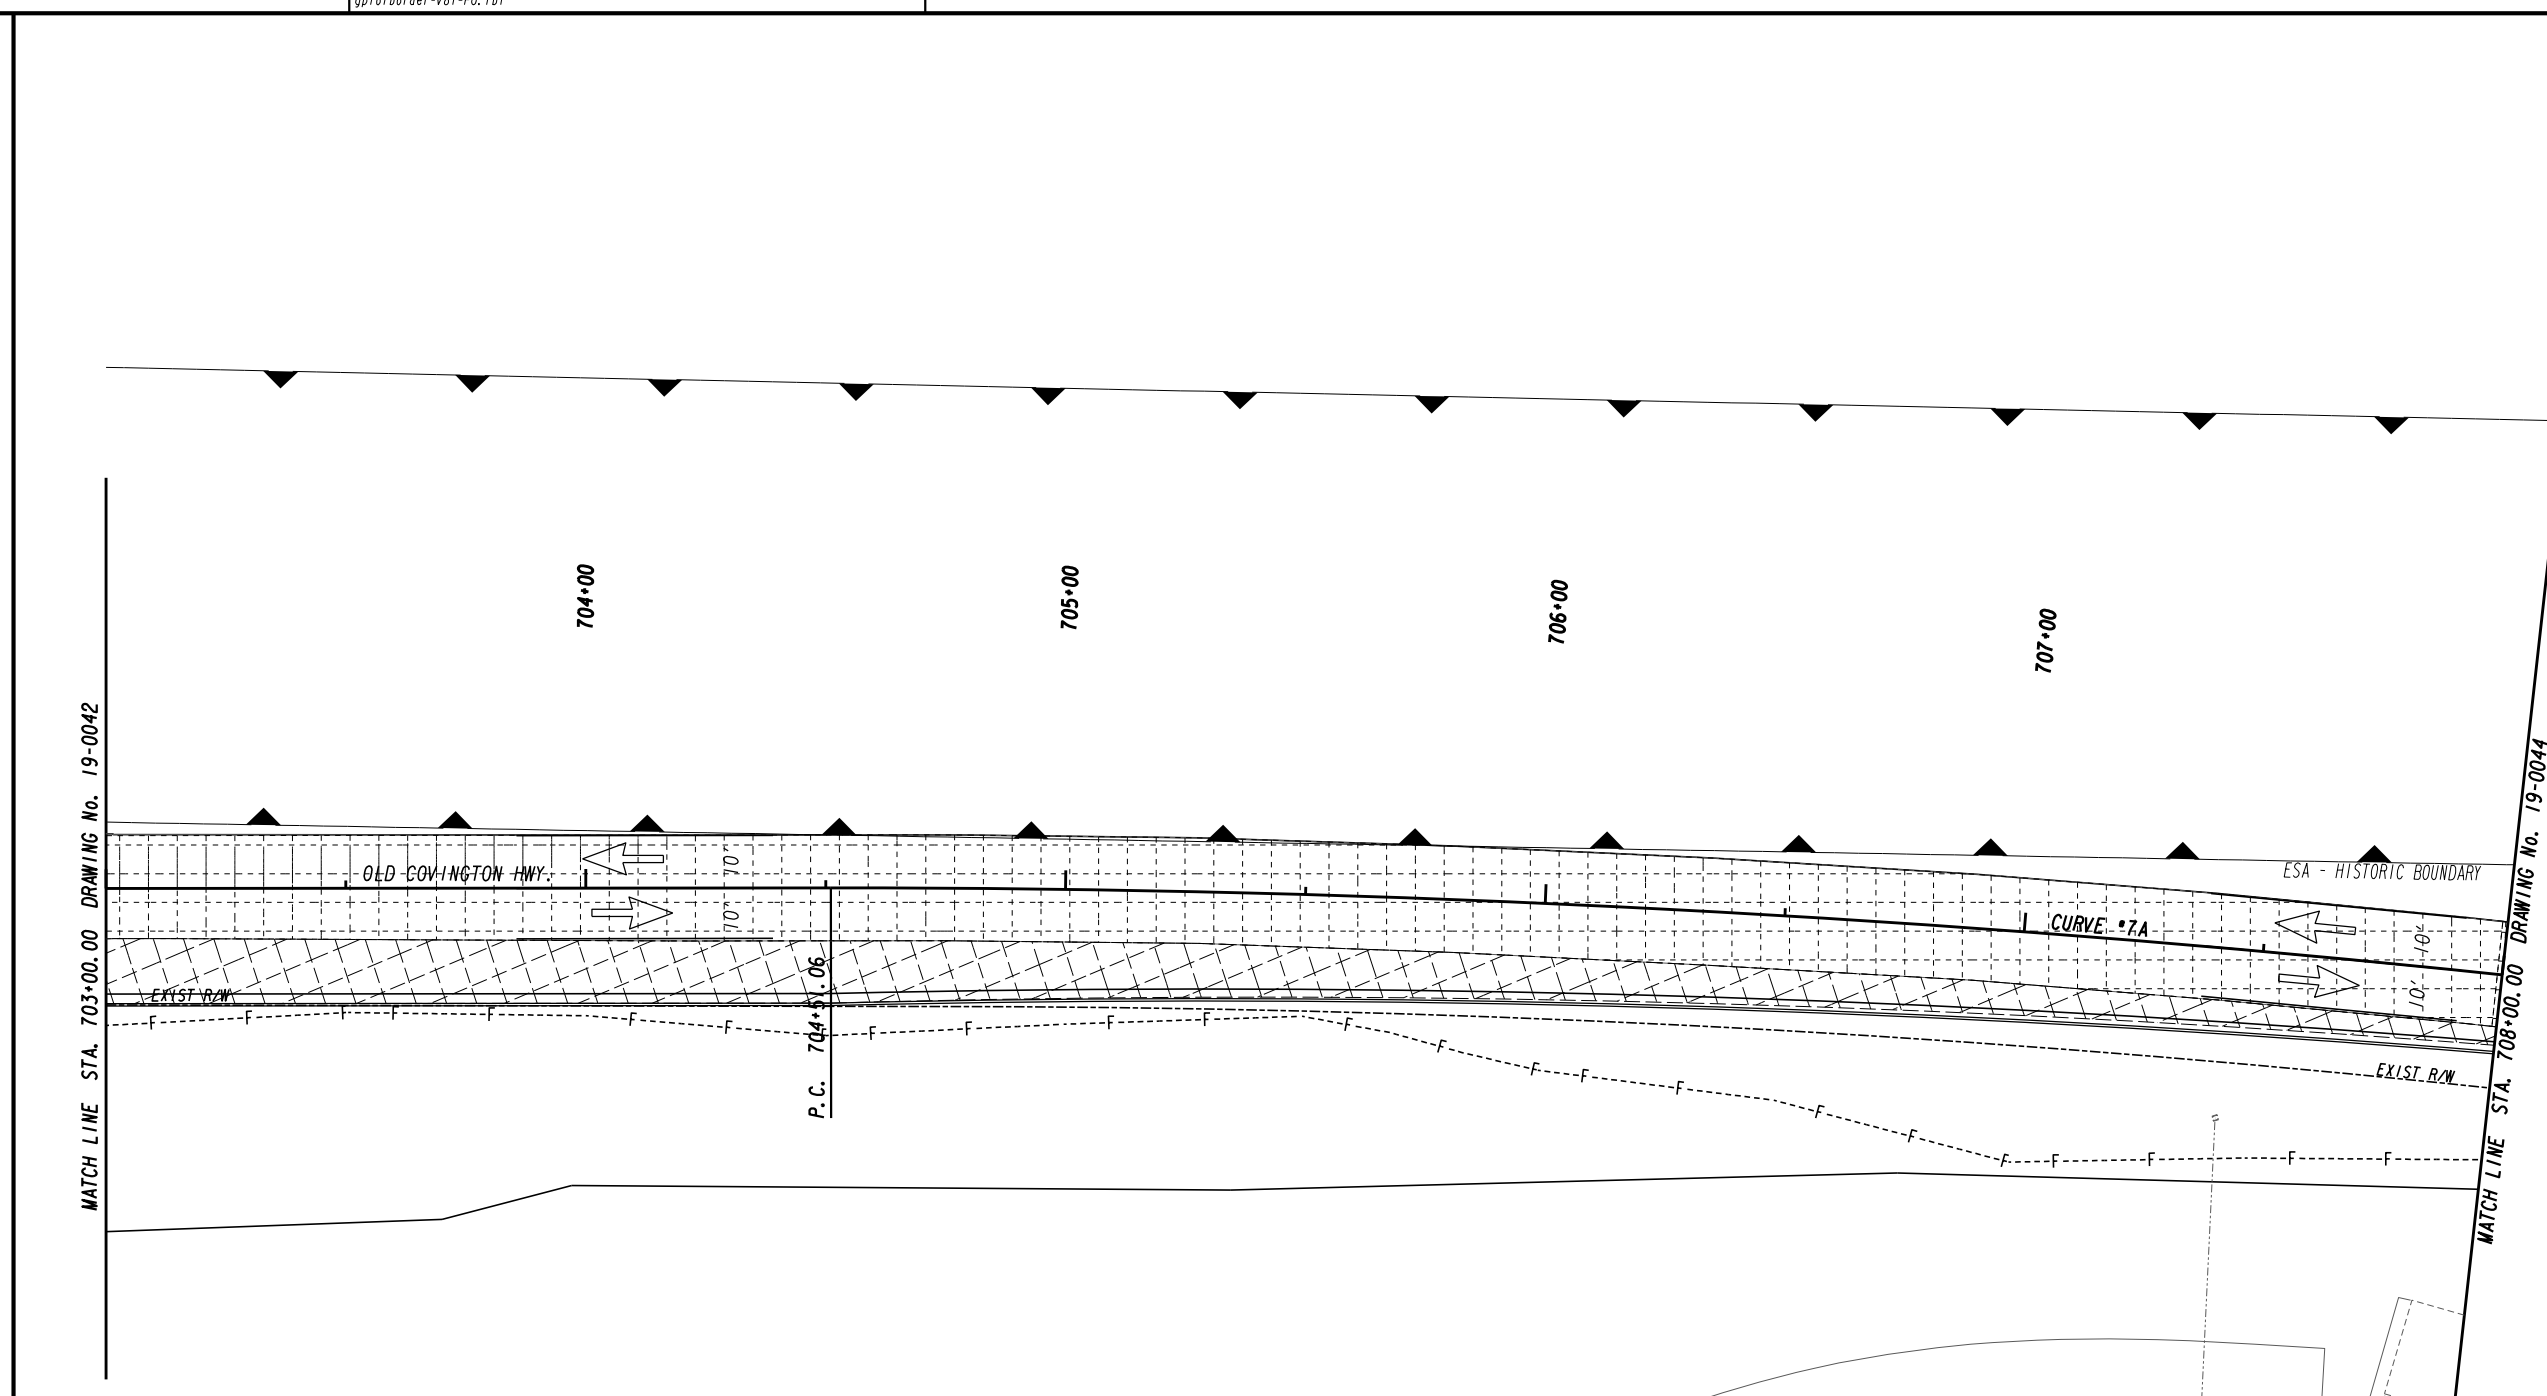 704+00
705+00
706+00
707+00
MATCH LINE STA. 703+00.00 DRAWING No. 19-0042
OLD COVINGTON HWY.
10'
10'
ESA - HISTORIC BOUNDARY
CURVE #7A
10'
10'
EXIST R/W
P.C. 704+51.06
F F F F F F F F F F F F F F F F F F F F F F F
EXIST R/W
MATCH LINE STA. 708+00.00 DRAWING No. 19-0044